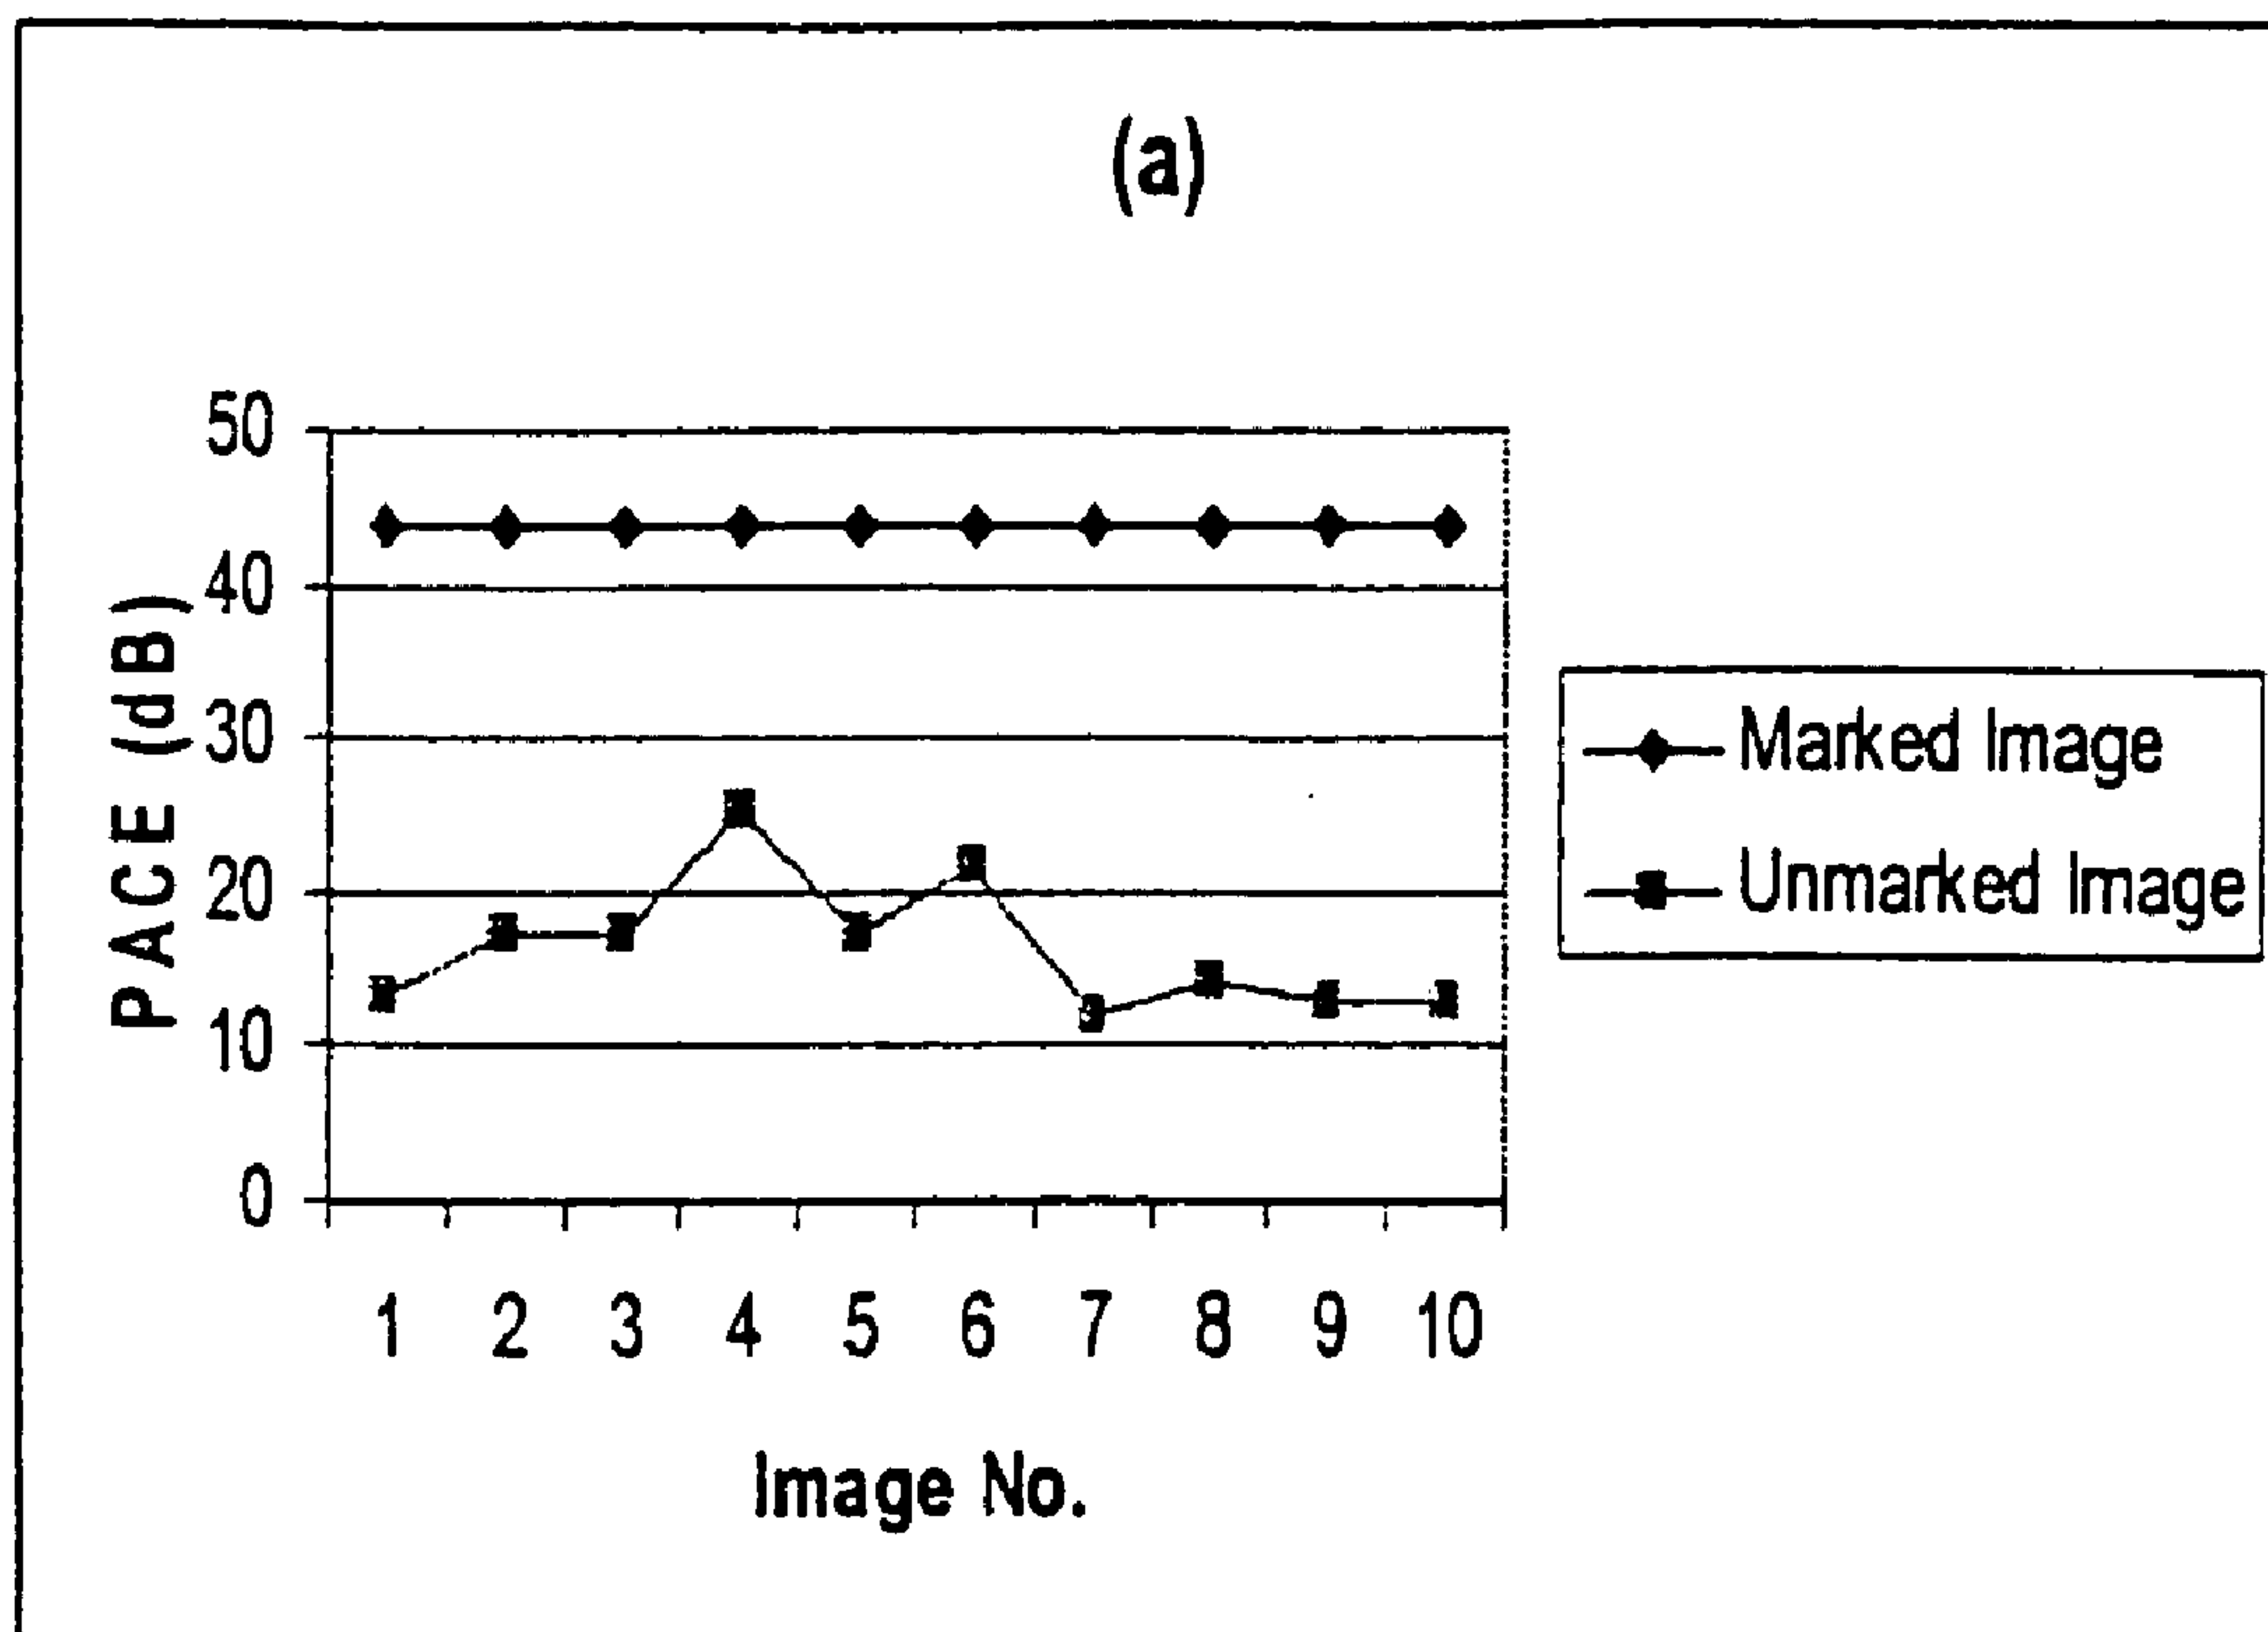 (a)
50
40
30
20
10
0
PACE (dB)
1 2 3 4 5 6 7 8 9 10
Image No.
Marked Image
Unmarked Image